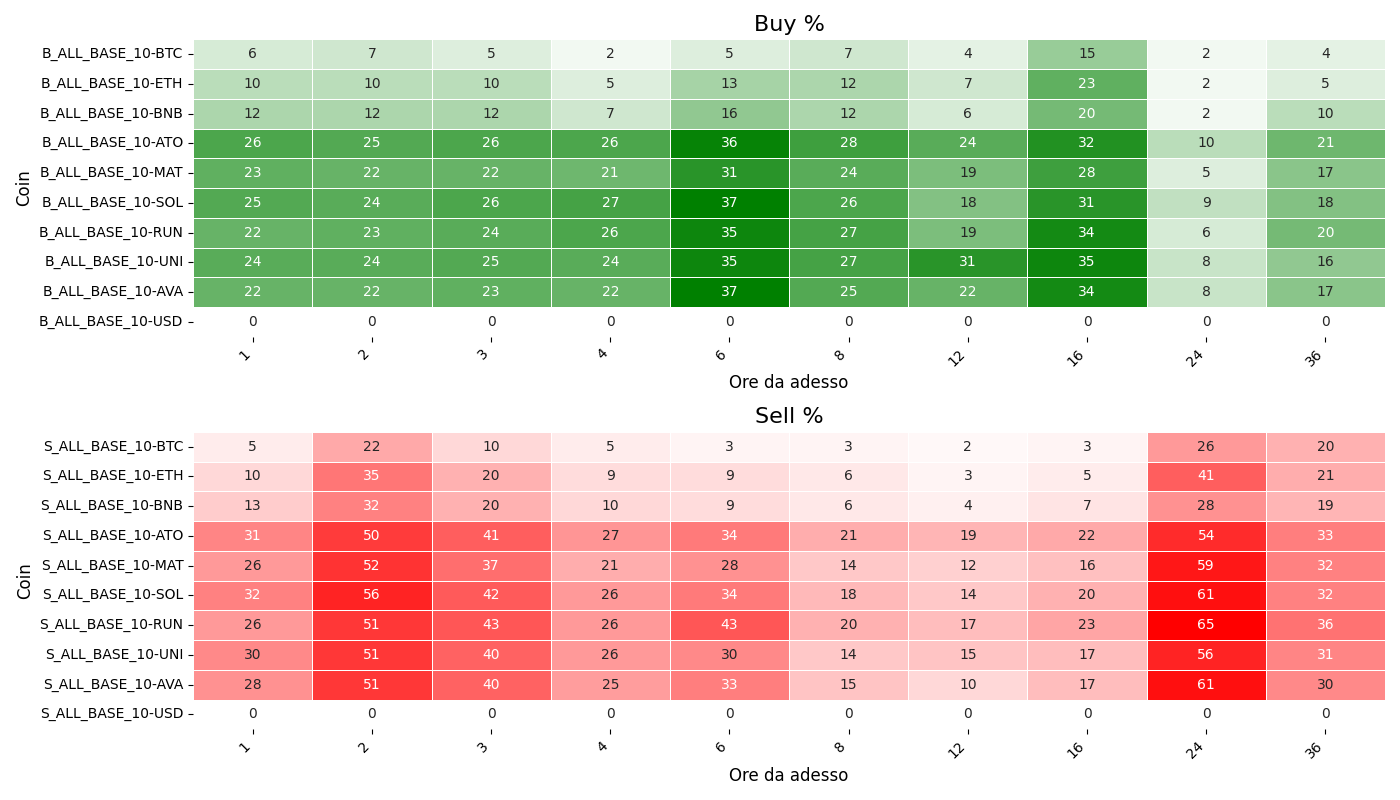 Buy %
Coin
B_ALL_BASE_10-BTC 6 7 5 2 5 7 4 15 2 4
B_ALL_BASE_10-ETH 10 10 10 5 13 12 7 23 2 5
B_ALL_BASE_10-BNB 12 12 12 7 16 12 6 20 2 10
B_ALL_BASE_10-ATO 26 25 26 26 36 28 24 32 10 21
B_ALL_BASE_10-MAT 23 22 22 21 31 24 19 28 5 17
B_ALL_BASE_10-SOL 25 24 26 27 37 26 18 31 9 18
B_ALL_BASE_10-RUN 22 23 24 26 35 27 19 34 6 20
B_ALL_BASE_10-UNI 24 24 25 24 35 27 31 35 8 16
B_ALL_BASE_10-AVA 22 22 23 22 37 25 22 34 8 17
B_ALL_BASE_10-USD 0 0 0 0 0 0 0 0 0 0
1 2 3 4 6 8 12 16 24 36
Ore da adesso
Sell %
Coin
S_ALL_BASE_10-BTC 5 22 10 5 3 3 2 3 26 20
S_ALL_BASE_10-ETH 10 35 20 9 9 6 3 5 41 21
S_ALL_BASE_10-BNB 13 32 20 10 9 6 4 7 28 19
S_ALL_BASE_10-ATO 31 50 41 27 34 21 19 22 54 33
S_ALL_BASE_10-MAT 26 52 37 21 28 14 12 16 59 32
S_ALL_BASE_10-SOL 32 56 42 26 34 18 14 20 61 32
S_ALL_BASE_10-RUN 26 51 43 26 43 20 17 23 65 36
S_ALL_BASE_10-UNI 30 51 40 26 30 14 15 17 56 31
S_ALL_BASE_10-AVA 28 51 40 25 33 15 10 17 61 30
S_ALL_BASE_10-USD 0 0 0 0 0 0 0 0 0 0
1 2 3 4 6 8 12 16 24 36
Ore da adesso